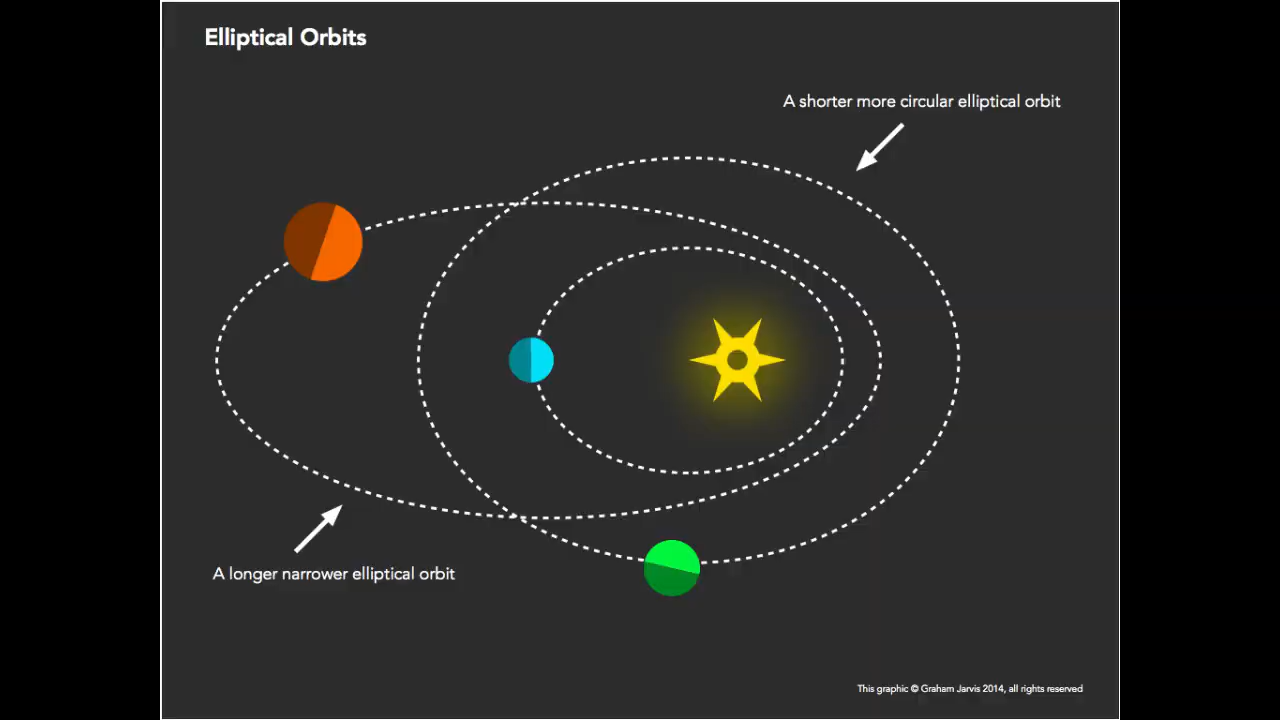 Elliptical Orbits
A shorter more circular elliptical orbit
A longer narrower elliptical orbit
This graphic © Graham Jarvis 2014, all rights reserved